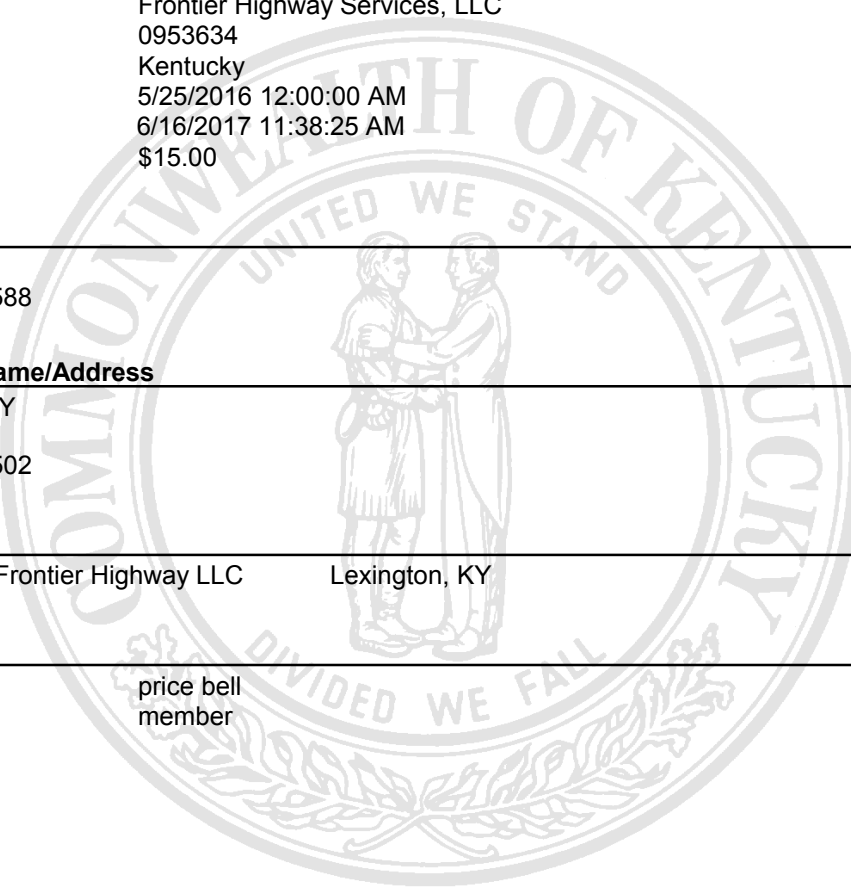 Frontier Highway Services, LLC
0953634
Kentucky
5/25/2016 12:00:00 AM
6/16/2017 11:38:25 AM
$15.00
588
ame/Address
Y
502
Frontier Highway LLC Lexington, KY
price bell
member
COMMONWEALTH OF KENTUCKY
UNITED WE STAND
DIVIDED WE FALL